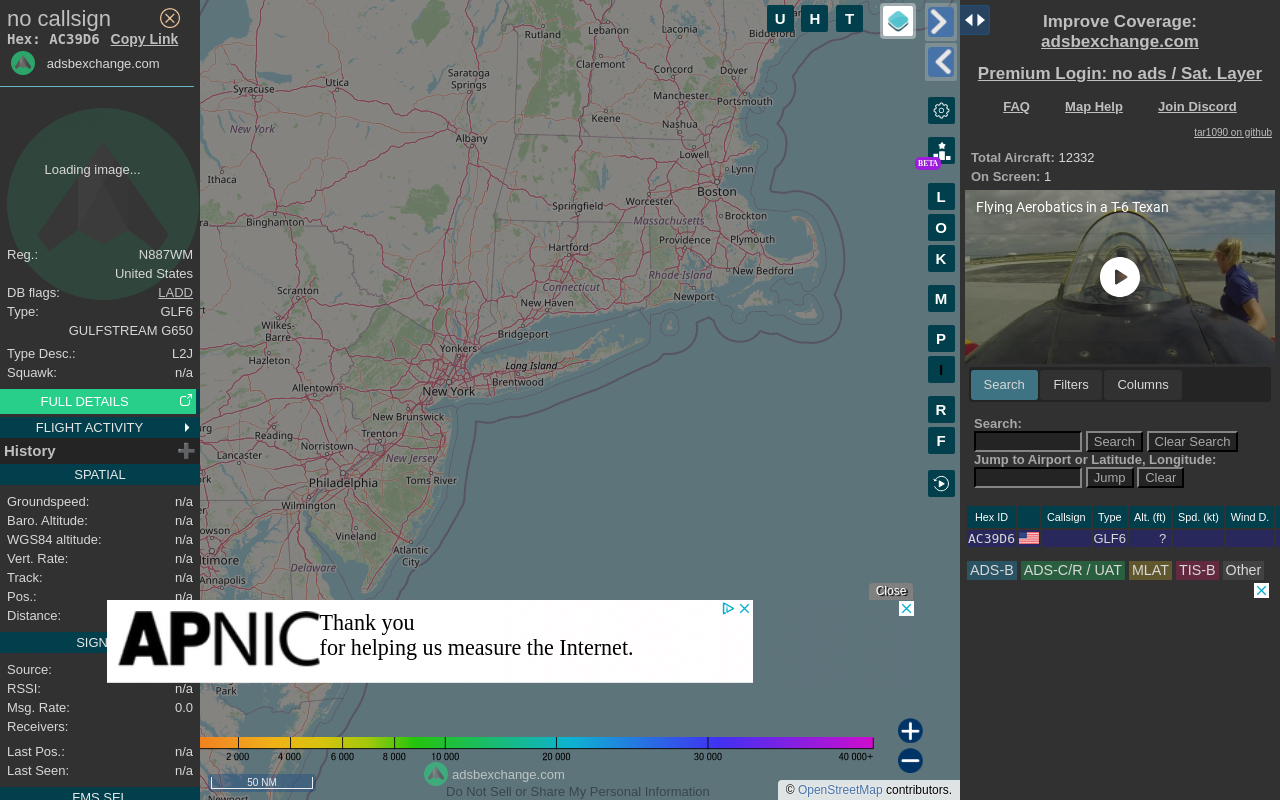 no callsign
Hex: AC39D6 Copy Link
adsbexchange.com
Loading image...
Reg.: N887WM
United States
DB flags: LADD
Type: GLF6
GULFSTREAM G650
Type Desc.: L2J
Squawk: n/a
FULL DETAILS
FLIGHT ACTIVITY
History
SPATIAL
Groundspeed: n/a
Baro. Altitude: n/a
WGS84 altitude: n/a
Vert. Rate: n/a
Track: n/a
Pos.: n/a
Distance:
SIGN
Source:
RSSI: n/a
Msg. Rate: 0.0
Receivers:
Last Pos.: n/a
Last Seen: n/a
FMS SEL
U H T
Rutland
Lebanon
Laconia
Biddeford
Claremont
Concord
Dover
Saratoga
Springs
Utica
Syracuse
Manchester
Portsmouth
Keene
Nashua
New York
Albany
Lowell
Lynn
Ithaca
Boston
Worcester
Springfield
Massachusetts
Brockton
Binghamton
Providence
Plymouth
Hartford
Rhode Island
New Bedford
Connecticut
Newport
Scranton
New Haven
Wilkes-
Barre
Bridgeport
Hazleton
Yonkers
Long Island
Brentwood
Allentown
New York
New Brunswick
Reading
Trenton
Norristown
Lancaster
New Jersey
Philadelphia
Toms River
Wilmington
Vineland
Atlantic
City
timore
Annapolis
Delaware
Park
Newport
BETA
L
O
K
M
P
I
R
F
Close
APNIC
Thank you
for helping us measure the Internet.
2 000 4 000 6 000 8 000 10 000 20 000 30 000 40 000+
50 NM
adsbexchange.com
Do Not Sell or Share My Personal Information
© OpenStreetMap contributors.
Improve Coverage:
adsbexchange.com
Premium Login: no ads / Sat. Layer
FAQ Map Help Join Discord
tar1090 on github
Total Aircraft: 12332
On Screen: 1
Flying Aerobatics in a T-6 Texan
Search Filters Columns
Search:
Search Clear Search
Jump to Airport or Latitude, Longitude:
Jump Clear
Hex ID Callsign Type Alt. (ft) Spd. (kt) Wind D.
AC39D6 GLF6 ?
ADS-B ADS-C/R / UAT MLAT TIS-B Other